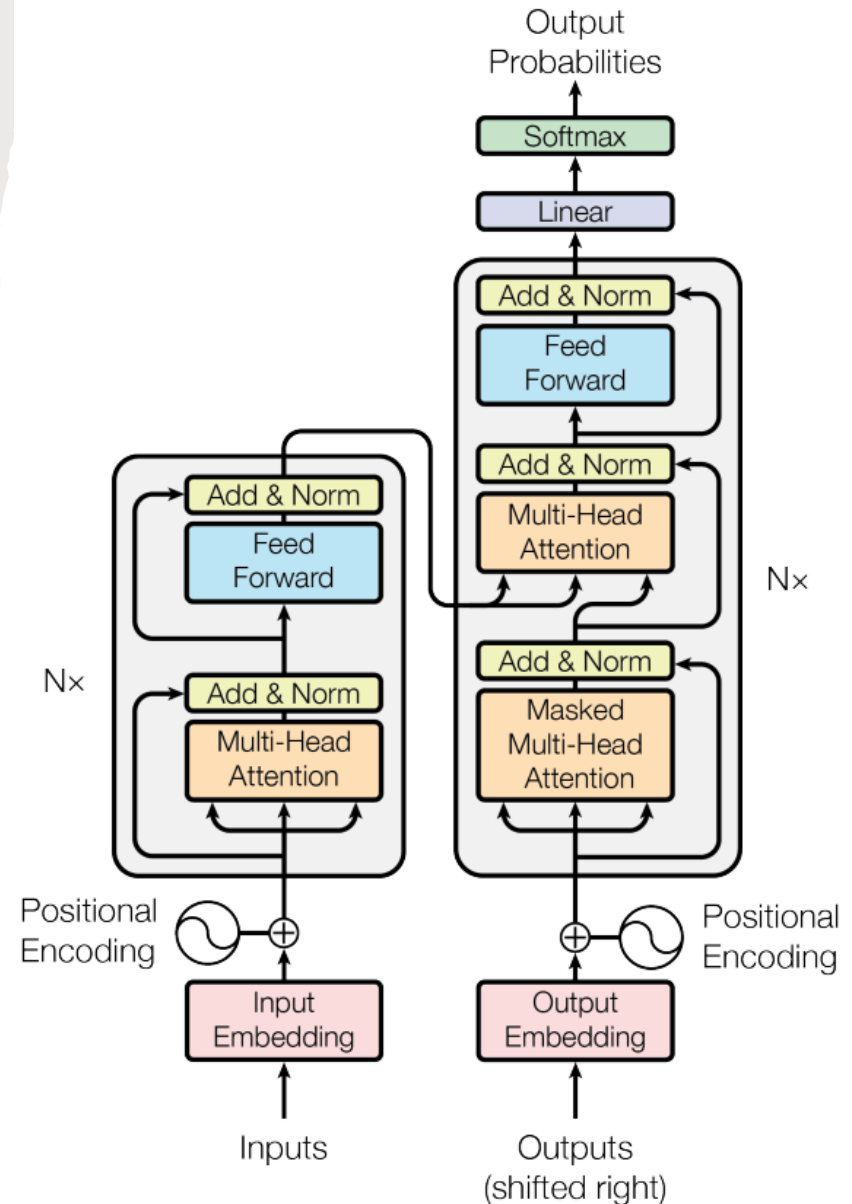 Output
Probabilities
Softmax
Linear
Add & Norm
Feed
Forward
Add & Norm
Multi-Head
Attention
Add & Norm
Masked
Multi-Head
Attention
N×
Add & Norm
Feed
Forward
Add & Norm
Multi-Head
Attention
N×
Positional
Encoding
Positional
Encoding
Input
Embedding
Output
Embedding
Inputs
Outputs
(shifted right)